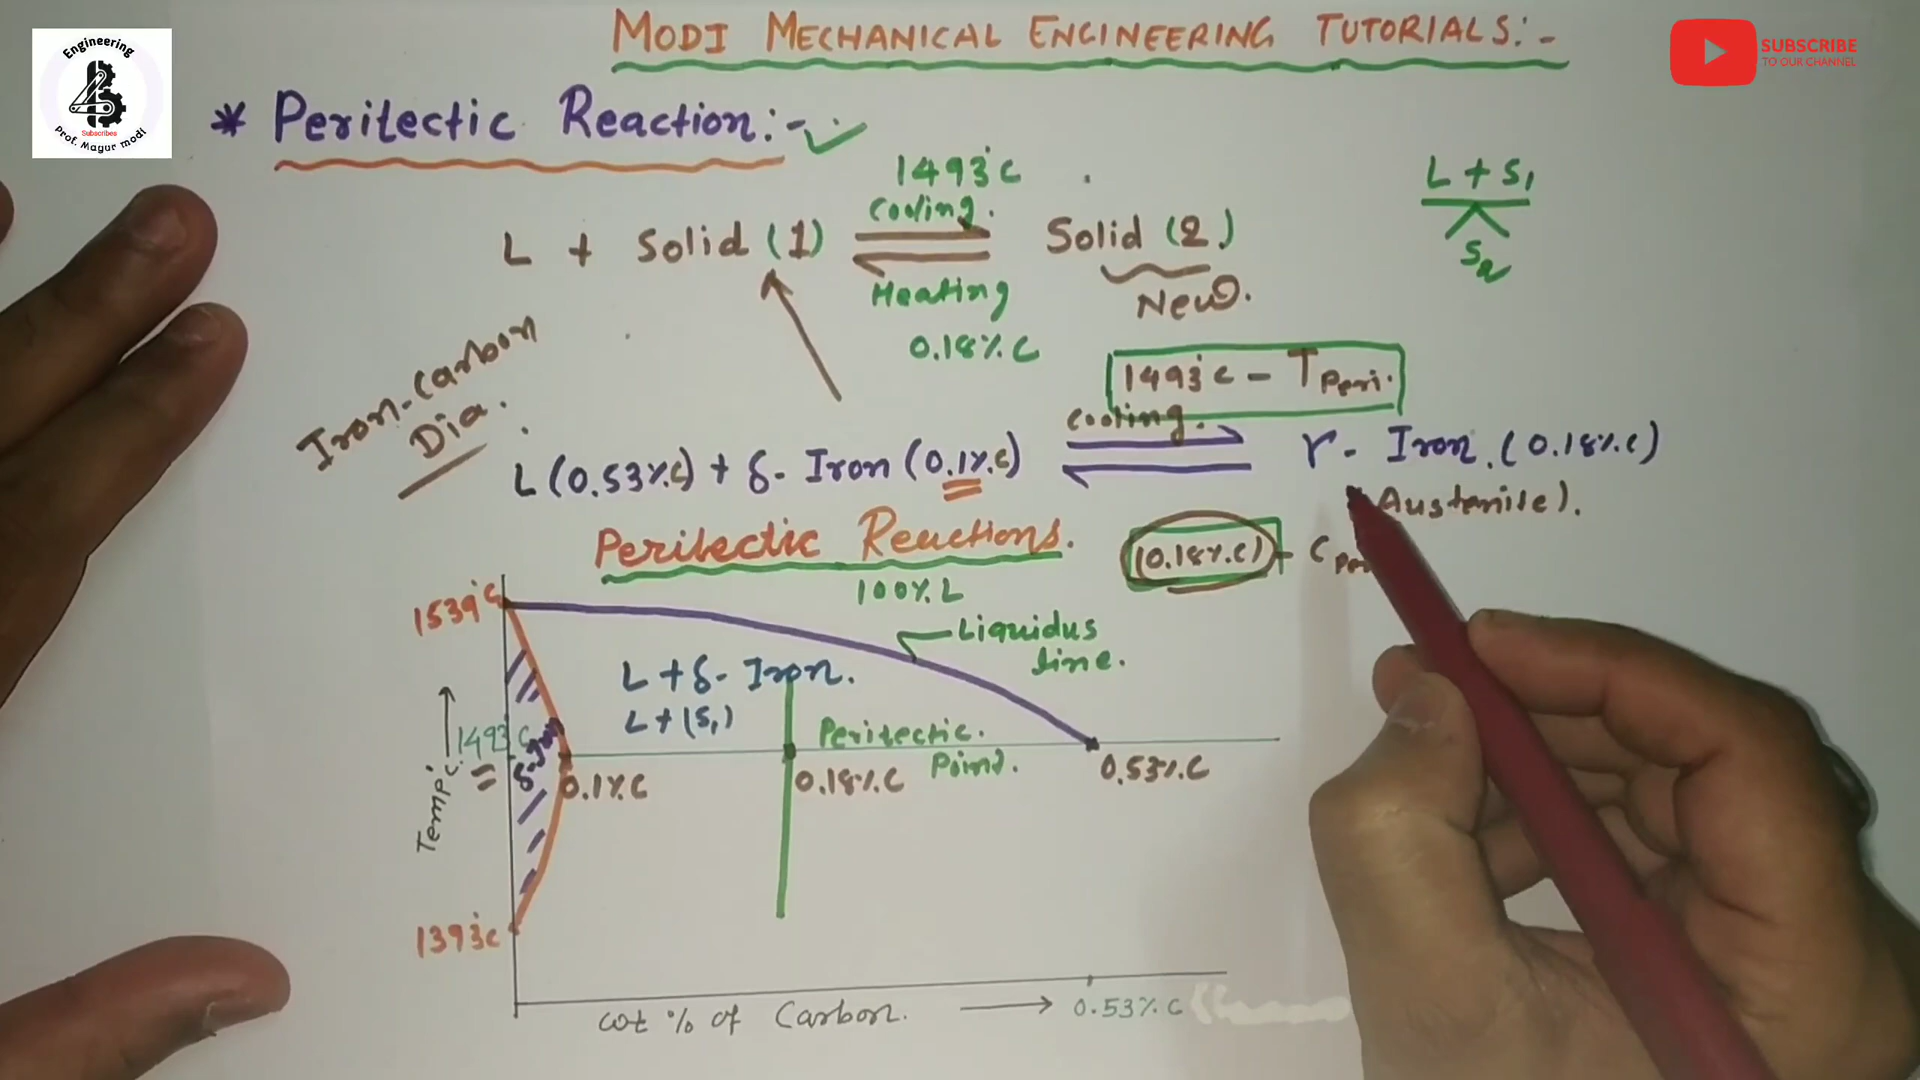 MODI MECHANICAL ENGINEERING TUTORIALS:-
Engineering
Subscribes
Prof. Mayur modi
SUBSCRIBE
TO OUR CHANNEL
* Peritectic Reaction:-
1493°C
Cooling.
L + Solid (1) Solid (2)
Heating
New.
0.18%.C
L + S1
S2
Iron-Carbon
Dia.
1493°C - TPeri.
Cooling.
L (0.53%.C) + δ- Iron (0.1%.C) γ- Iron. (0.18%.C)
Austenite).
Peritectic Reactions.
(0.18%.C) - C
100%.L
1539°C
Liquidus
line.
L + δ- Iron.
L + (S1)
1493°C
δ-Iron
Peritectic.
Point.
0.1%.C
0.18%.C
0.53%.C
Temp°C.
1393°C
wt % of Carbon. → 0.53%.C